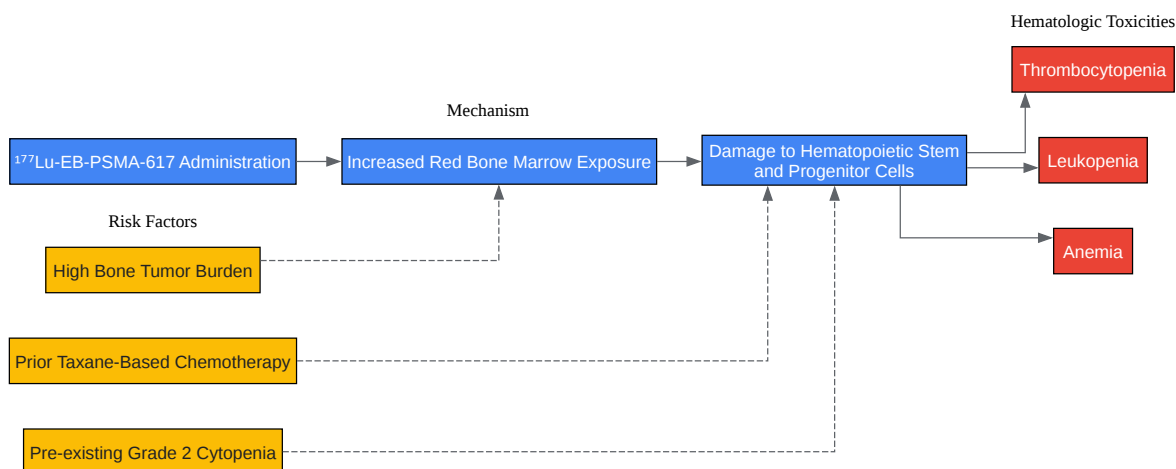 Hematologic Toxicities
Thrombocytopenia
Mechanism
¹⁷⁷Lu-EB-PSMA-617 Administration
Increased Red Bone Marrow Exposure
Damage to Hematopoietic Stem
and Progenitor Cells
Leukopenia
Risk Factors
Anemia
High Bone Tumor Burden
Prior Taxane-Based Chemotherapy
Pre-existing Grade 2 Cytopenia